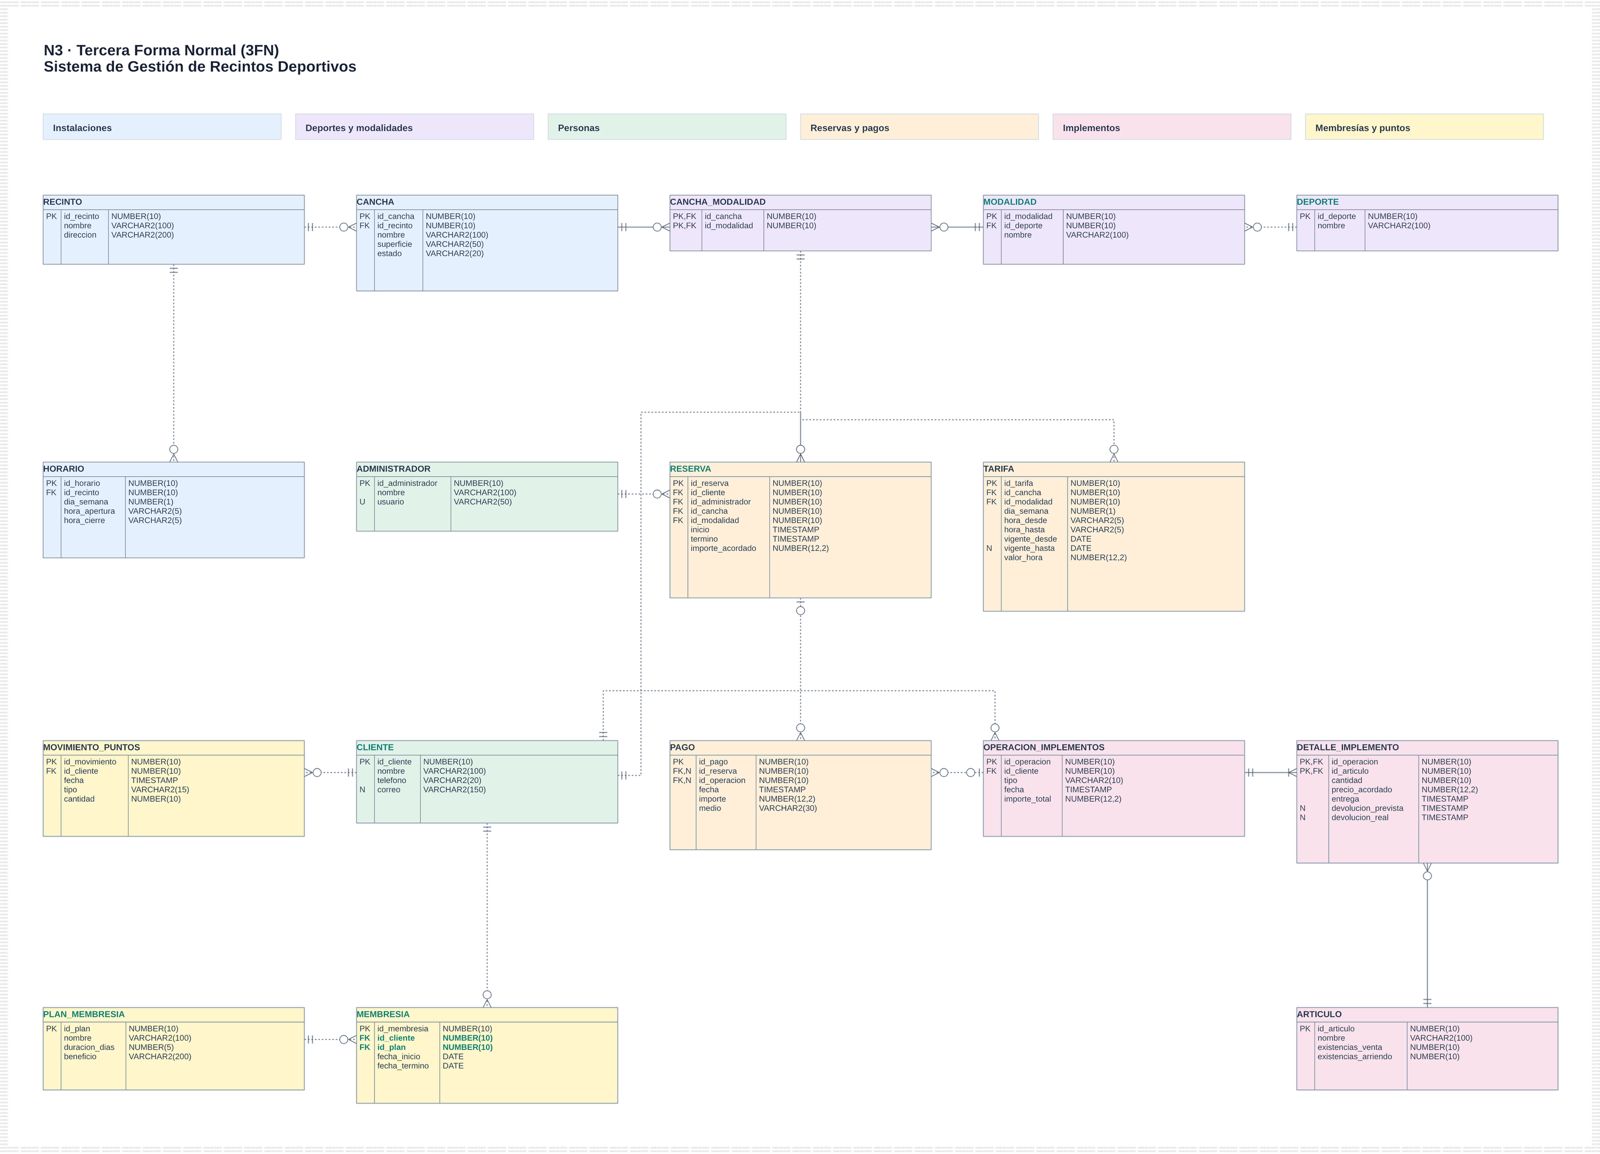 N3 · Tercera Forma Normal (3FN)
Sistema de Gestión de Recintos Deportivos
Instalaciones
Deportes y modalidades
Personas
Reservas y pagos
Implementos
Membresías y puntos
RECINTO
PK id_recinto NUMBER(10)
nombre VARCHAR2(100)
direccion VARCHAR2(200)
CANCHA
PK id_cancha NUMBER(10)
FK id_recinto NUMBER(10)
nombre VARCHAR2(100)
superficie VARCHAR2(50)
estado VARCHAR2(20)
CANCHA_MODALIDAD
PK,FK id_cancha NUMBER(10)
PK,FK id_modalidad NUMBER(10)
MODALIDAD
PK id_modalidad NUMBER(10)
FK id_deporte NUMBER(10)
nombre VARCHAR2(100)
DEPORTE
PK id_deporte NUMBER(10)
nombre VARCHAR2(100)
HORARIO
PK id_horario NUMBER(10)
FK id_recinto NUMBER(10)
dia_semana NUMBER(1)
hora_apertura VARCHAR2(5)
hora_cierre VARCHAR2(5)
ADMINISTRADOR
PK id_administrador NUMBER(10)
nombre VARCHAR2(100)
U usuario VARCHAR2(50)
RESERVA
PK id_reserva NUMBER(10)
FK id_cliente NUMBER(10)
FK id_administrador NUMBER(10)
FK id_cancha NUMBER(10)
FK id_modalidad NUMBER(10)
inicio TIMESTAMP
termino TIMESTAMP
importe_acordado NUMBER(12,2)
TARIFA
PK id_tarifa NUMBER(10)
FK id_cancha NUMBER(10)
FK id_modalidad NUMBER(10)
dia_semana NUMBER(1)
hora_desde VARCHAR2(5)
hora_hasta VARCHAR2(5)
vigente_desde DATE
N vigente_hasta DATE
valor_hora NUMBER(12,2)
MOVIMIENTO_PUNTOS
PK id_movimiento NUMBER(10)
FK id_cliente NUMBER(10)
fecha TIMESTAMP
tipo VARCHAR2(15)
cantidad NUMBER(10)
CLIENTE
PK id_cliente NUMBER(10)
nombre VARCHAR2(100)
telefono VARCHAR2(20)
N correo VARCHAR2(150)
PAGO
PK id_pago NUMBER(10)
FK,N id_reserva NUMBER(10)
FK,N id_operacion NUMBER(10)
fecha TIMESTAMP
importe NUMBER(12,2)
medio VARCHAR2(30)
OPERACION_IMPLEMENTOS
PK id_operacion NUMBER(10)
FK id_cliente NUMBER(10)
tipo VARCHAR2(10)
fecha TIMESTAMP
importe_total NUMBER(12,2)
DETALLE_IMPLEMENTO
PK,FK id_operacion NUMBER(10)
PK,FK id_articulo NUMBER(10)
cantidad NUMBER(10)
precio_acordado NUMBER(12,2)
entrega TIMESTAMP
N devolucion_prevista TIMESTAMP
N devolucion_real TIMESTAMP
PLAN_MEMBRESIA
PK id_plan NUMBER(10)
nombre VARCHAR2(100)
duracion_dias NUMBER(5)
beneficio VARCHAR2(200)
MEMBRESIA
PK id_membresia NUMBER(10)
FK id_cliente NUMBER(10)
FK id_plan NUMBER(10)
fecha_inicio DATE
fecha_termino DATE
ARTICULO
PK id_articulo NUMBER(10)
nombre VARCHAR2(100)
existencias_venta NUMBER(10)
existencias_arriendo NUMBER(10)